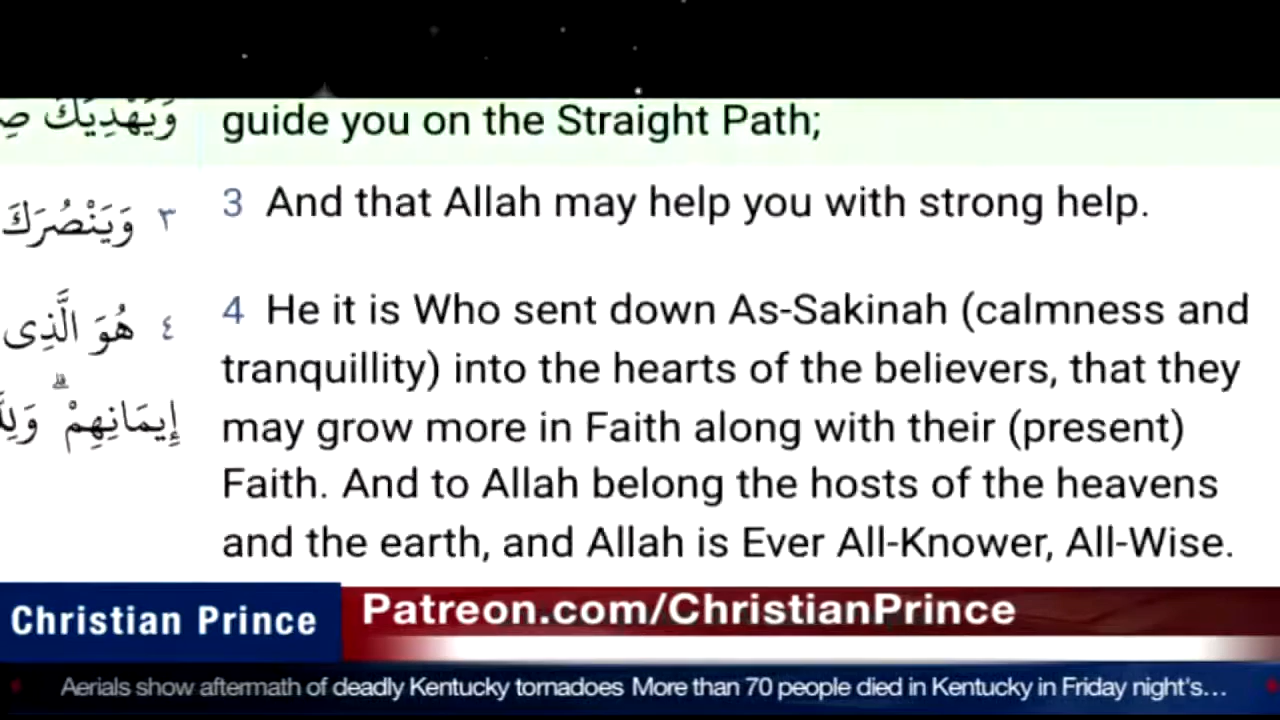 وَيَهْدِيَكَ
guide you on the Straight Path;
٣ وَيَنْصُرَكَ
3 And that Allah may help you with strong help.
٤ هُوَ الَّذِى
4 He it is Who sent down As-Sakinah (calmness and
tranquillity) into the hearts of the believers, that they
إِيمَانِهِمْ ۗ
may grow more in Faith along with their (present)
Faith. And to Allah belong the hosts of the heavens
and the earth, and Allah is Ever All-Knower, All-Wise.
Christian Prince
Patreon.com/ChristianPrince
Aerials show aftermath of deadly Kentucky tornadoes More than 70 people died in Kentucky in Friday night's...